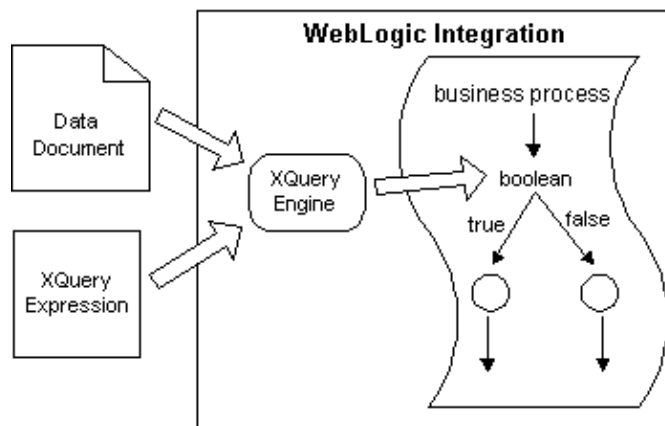 WebLogic Integration
Data
Document
XQuery
Expression
XQuery
Engine
business process
boolean
true
false